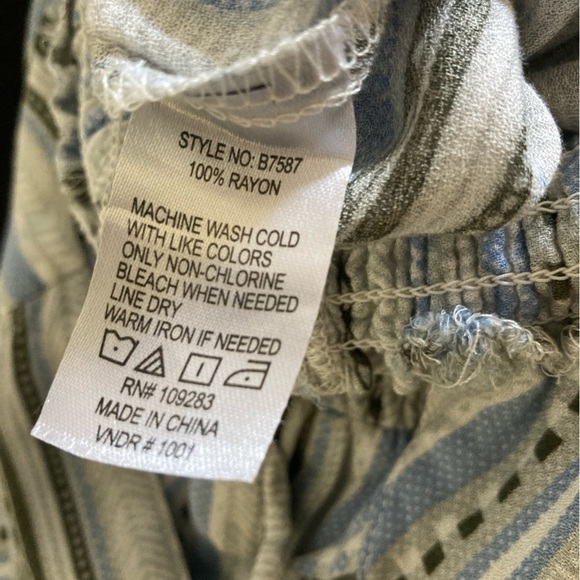 STYLE NO: B7587
100% RAYON
MACHINE WASH COLD
WITH LIKE COLORS
ONLY NON-CHLORINE
BLEACH WHEN NEEDED
LINE DRY
WARM IRON IF NEEDED
RN# 109283
MADE IN CHINA
VNDR # 1001